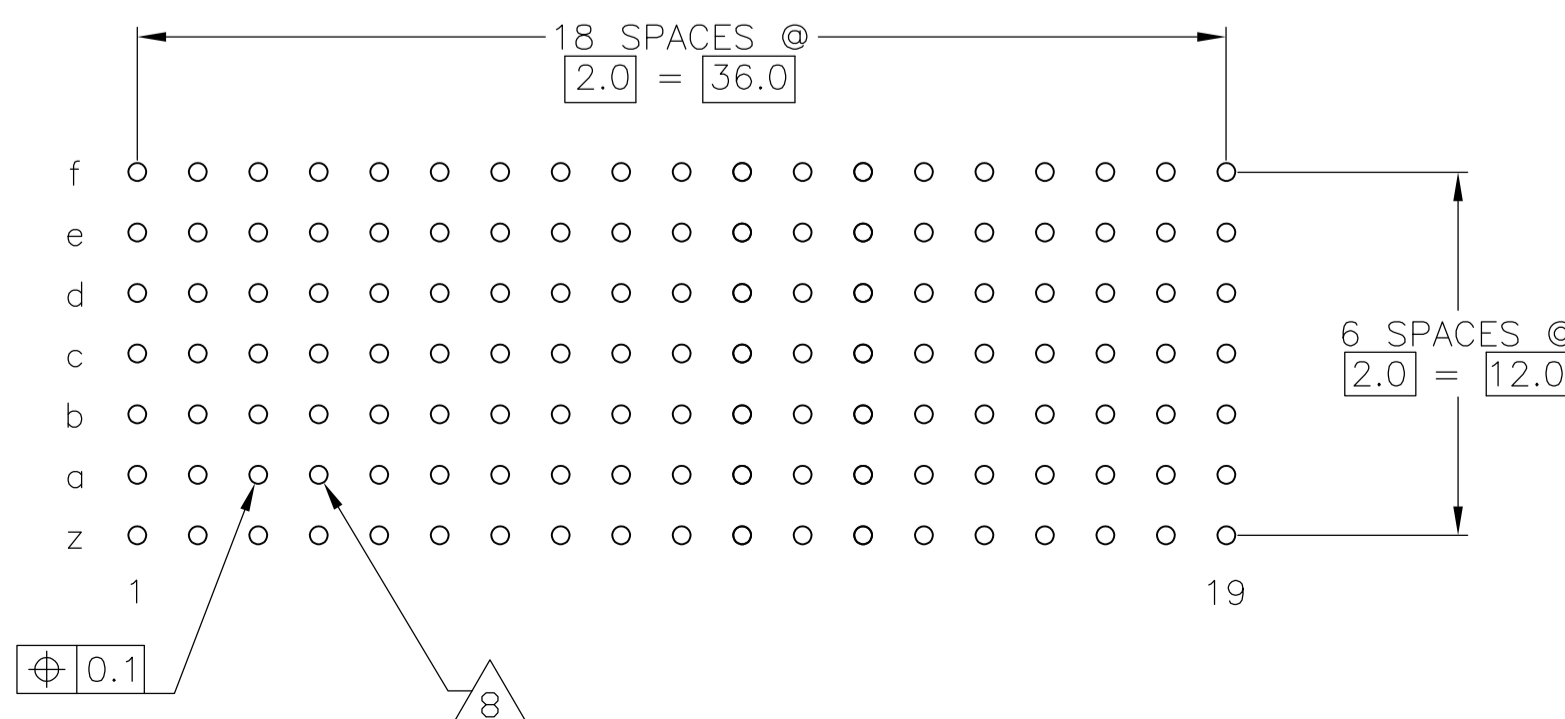 18 SPACES @
2.0 = 36.0
f
e
d
c
6 SPACES @
2.0 = 12.0
b
a
z
1
19
⌖ 0.1
8